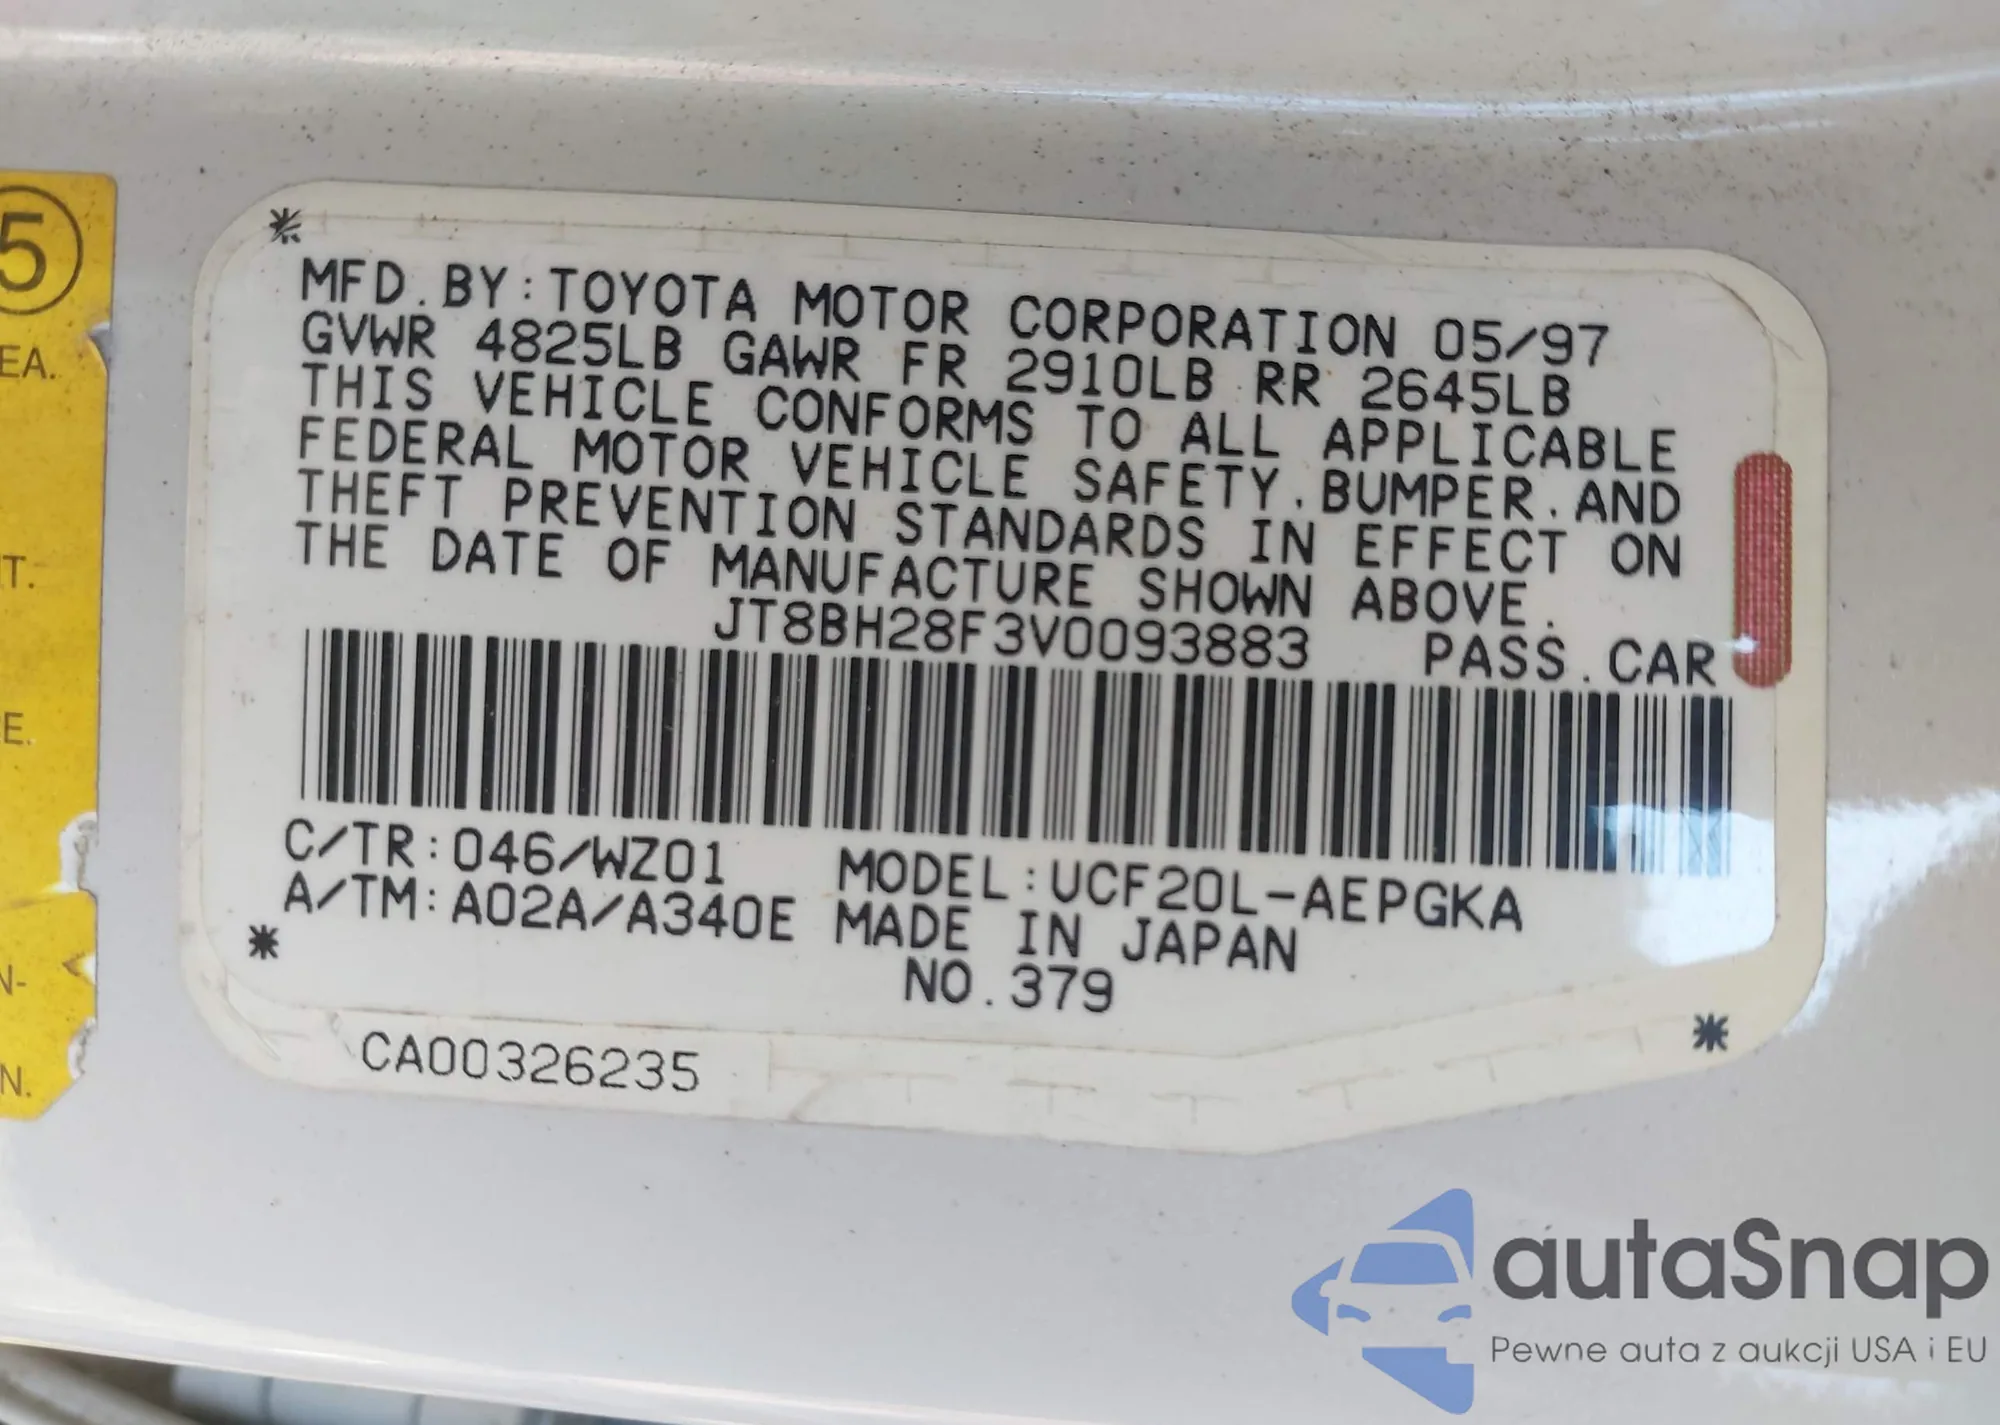 5
EA.
T.
E.
N-
N.
MFD.BY:TOYOTA MOTOR CORPORATION 05/97
GVWR 4825LB GAWR FR 2910LB RR 2645LB
THIS VEHICLE CONFORMS TO ALL APPLICABLE
FEDERAL MOTOR VEHICLE SAFETY.BUMPER.AND
THEFT PREVENTION STANDARDS IN EFFECT ON
THE DATE OF MANUFACTURE SHOWN ABOVE.
JT8BH28F3V0093883 PASS.CAR
C/TR:046/WZ01 MODEL:UCF20L-AEPGKA
A/TM:A02A/A340E MADE IN JAPAN
NO.379
CA00326235
autaSnap
Pewne auta z aukcji USA i EU